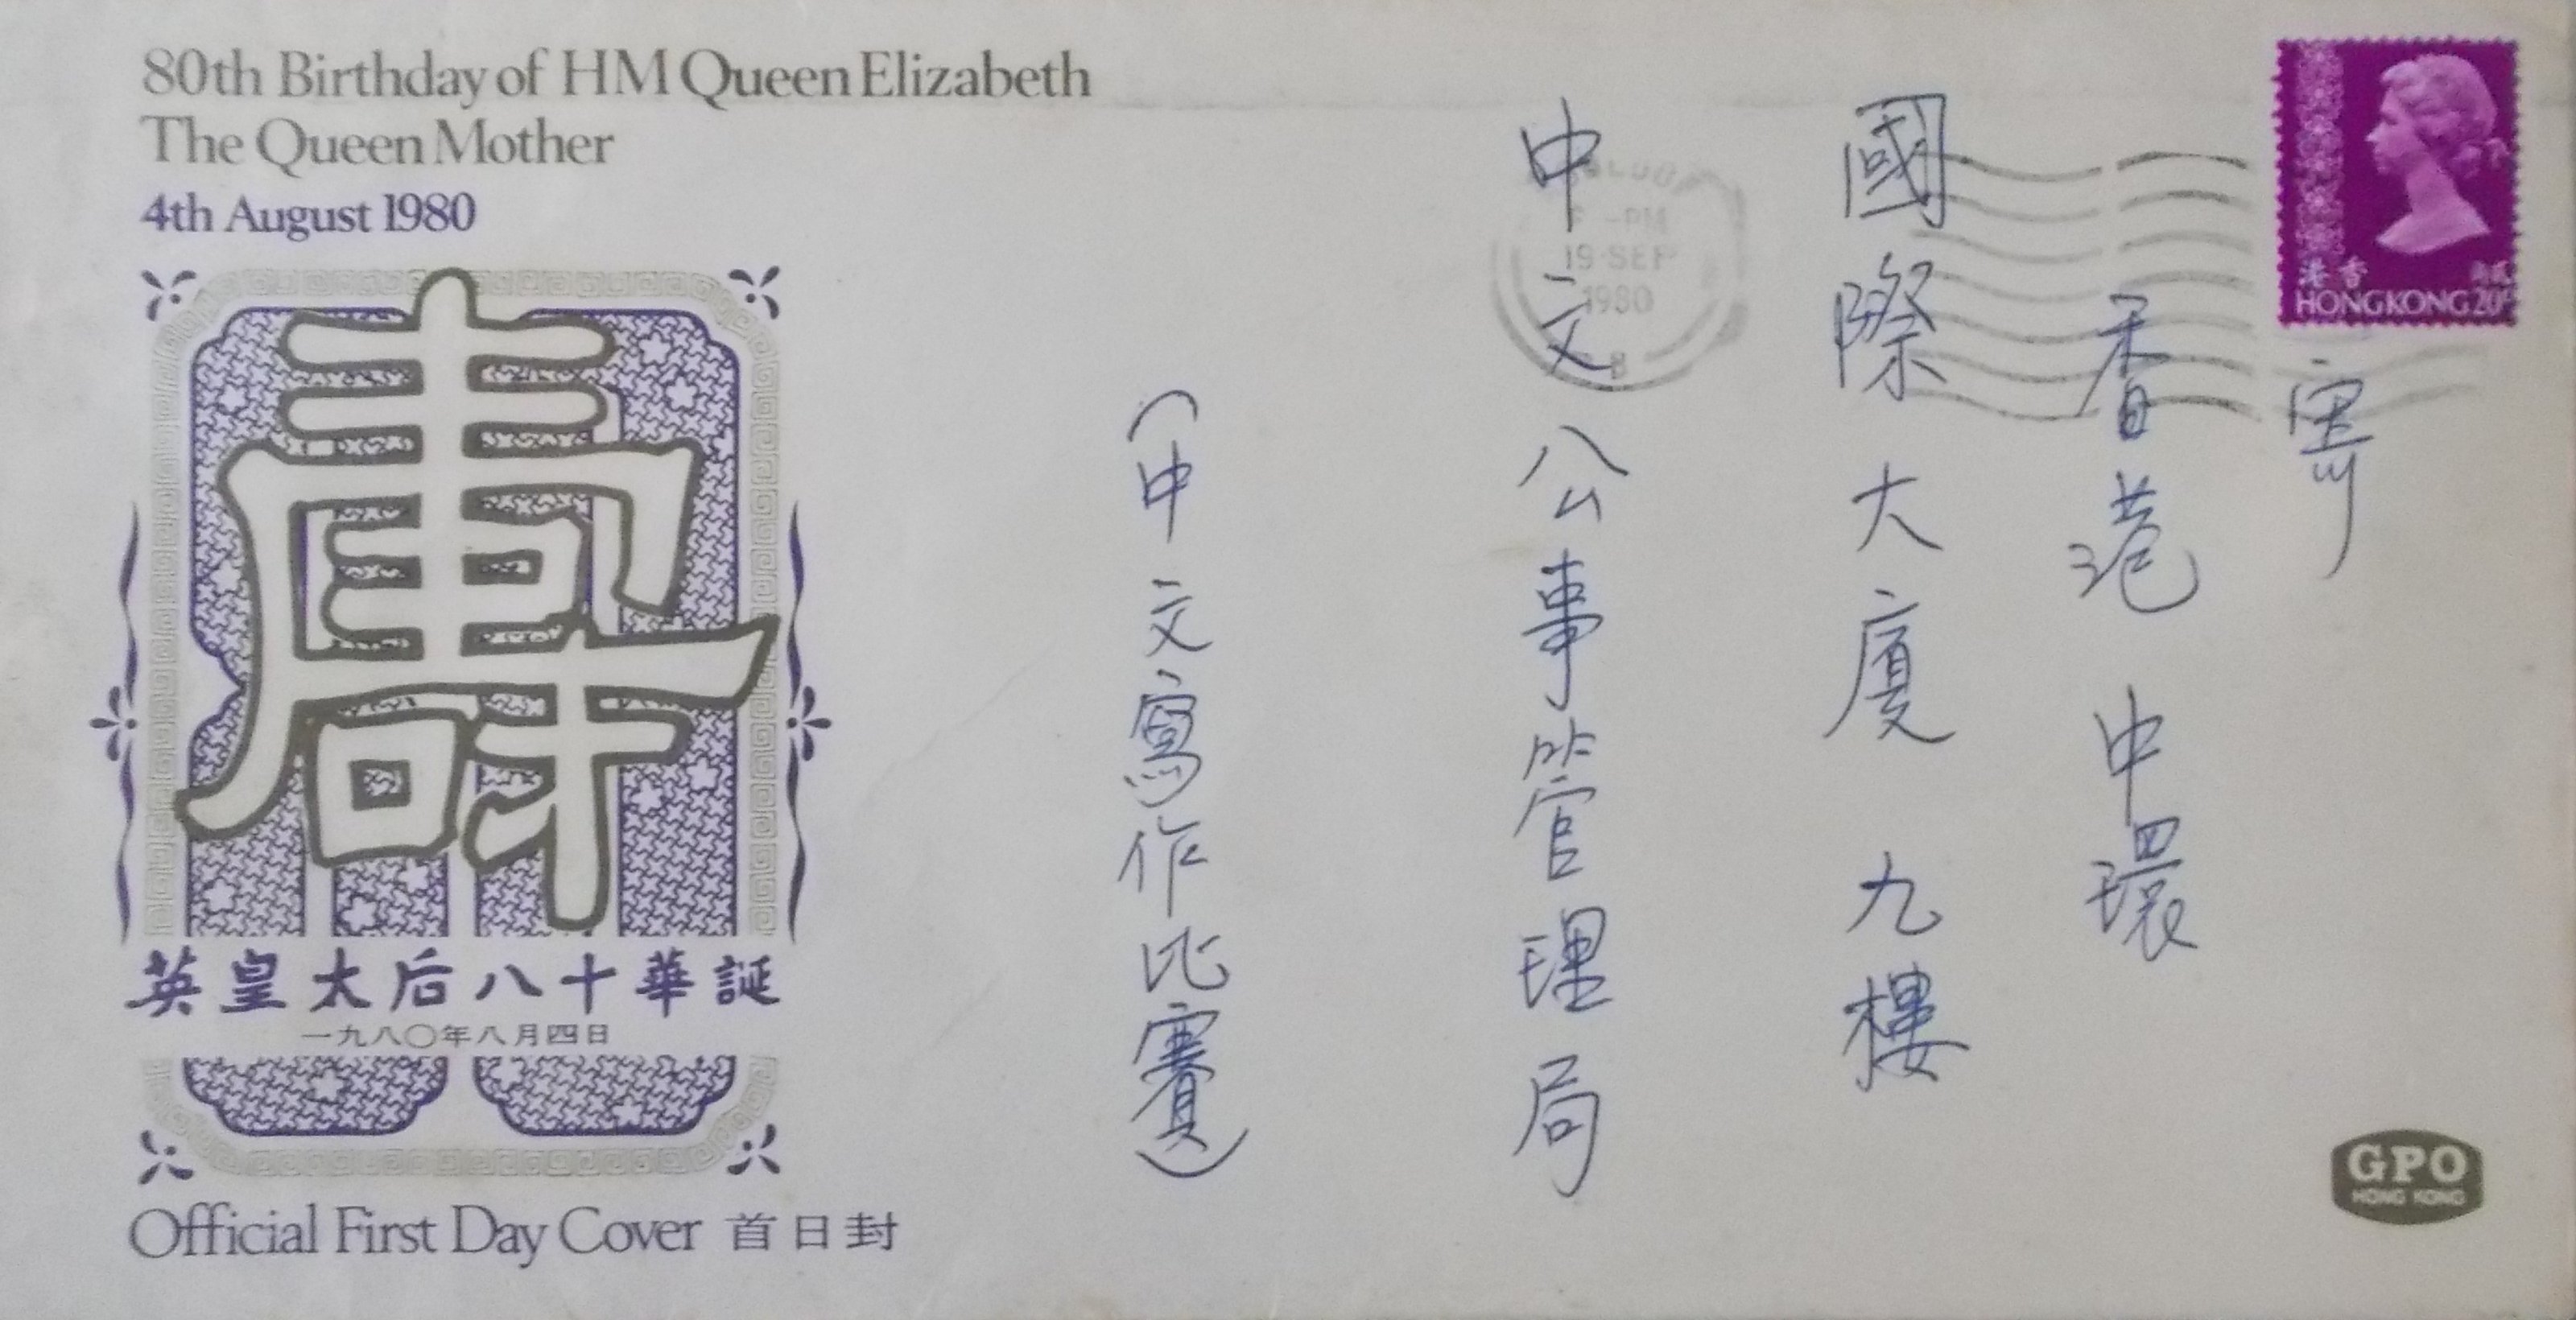 80th Birthday of HM Queen Elizabeth
The Queen Mother
4th August 1980
壽
英皇太后八十華誕
一九八〇年八月四日
Official First Day Cover 首日封
港香
HONG KONG 20¢
PM
19 SEP
1980
寄
香港中環
國際大廈 九樓
中文公事管理局
(中文寫作比賽)
GPO
HONG KONG